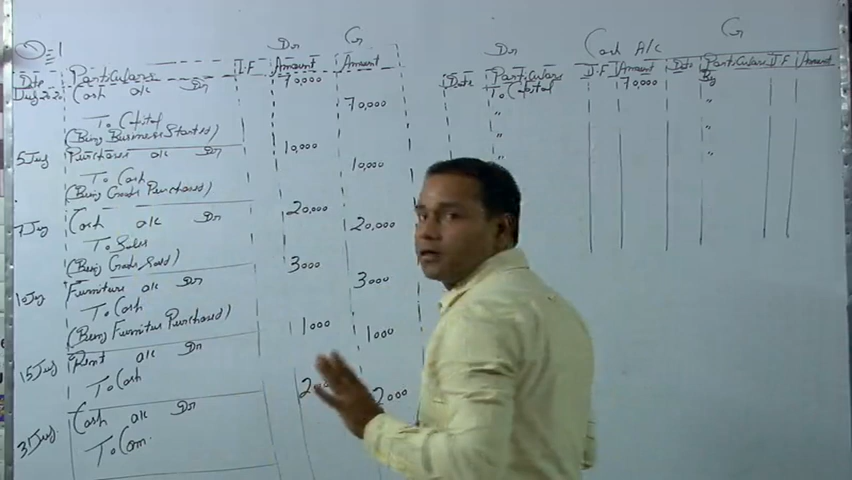 Q=1
Dr Cr
Date Particulars J.F Amount Amount
Cash a/c Dr 70,000
To Capital 70,000
(Being Business Started)
5 July Purchases a/c Dr 10,000
To Cash 10,000
(Being Goods Purchased)
7 July Cash a/c Dr 20,000
To Sales 20,000
(Being Goods Sold)
10 July Furniture a/c Dr 3000
To Cash 3000
(Being Furniture Purchased)
15 July Rent a/c Dr 1000
To Cash 1000
31 July Cash a/c Dr 2000
To Com. 2000
Dr Cash A/c Cr
Date Particulars J.F Amount Date Particulars J.F Amount
To Capital 70,000 By
" "
" "
" "